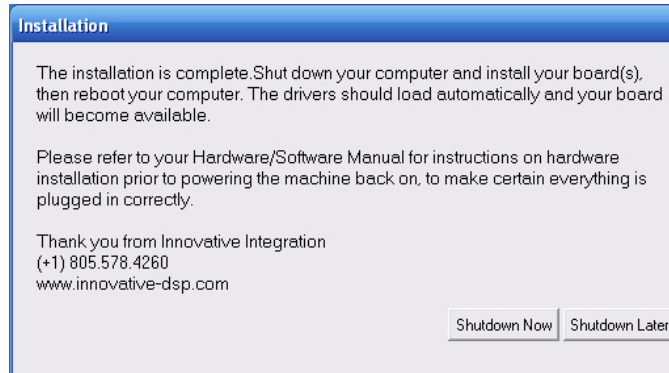 Installation
The installation is complete.Shut down your computer and install your board(s),
then reboot your computer. The drivers should load automatically and your board
will become available.
Please refer to your Hardware/Software Manual for instructions on hardware
installation prior to powering the machine back on, to make certain everything is
plugged in correctly.
Thank you from Innovative Integration
(+1) 805.578.4260
www.innovative-dsp.com
Shutdown Now Shutdown Later